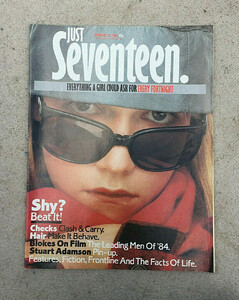 JUST
Seventeen.
EVERYTHING A GIRL COULD ASK FOR EVERY FORTNIGHT
Shy?
Beat It!
Checks Clash & Carry.
Hair Make It Behave.
Blokes On Film The Leading Men Of '84.
Stuart Adamson Pin-up.
Features, Fiction, Frontline And The Facts Of Life.